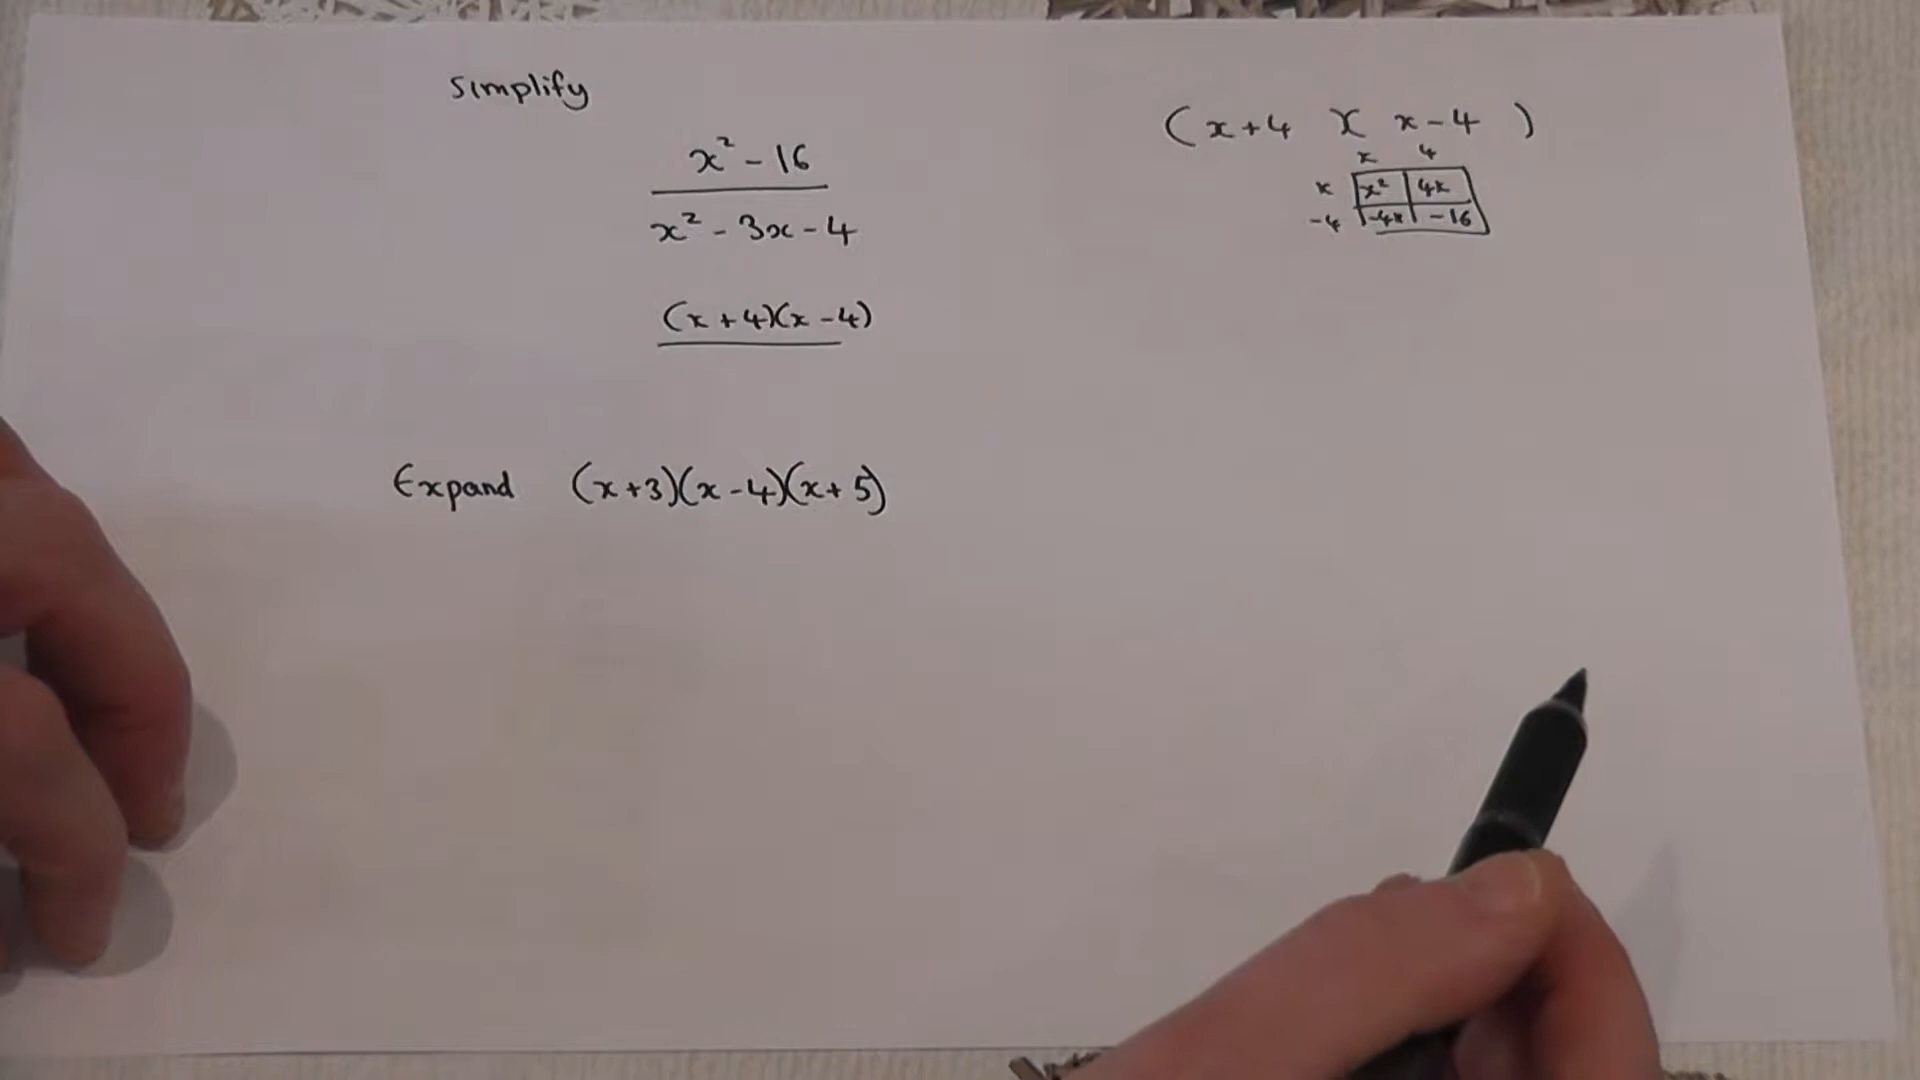 Simplify
x² - 16
x² - 3x - 4
(x + 4)(x - 4)
Expand (x+3)(x-4)(x+5)
(x+4)(x-4)
x 4
x x² 4x
-4 -4x -16